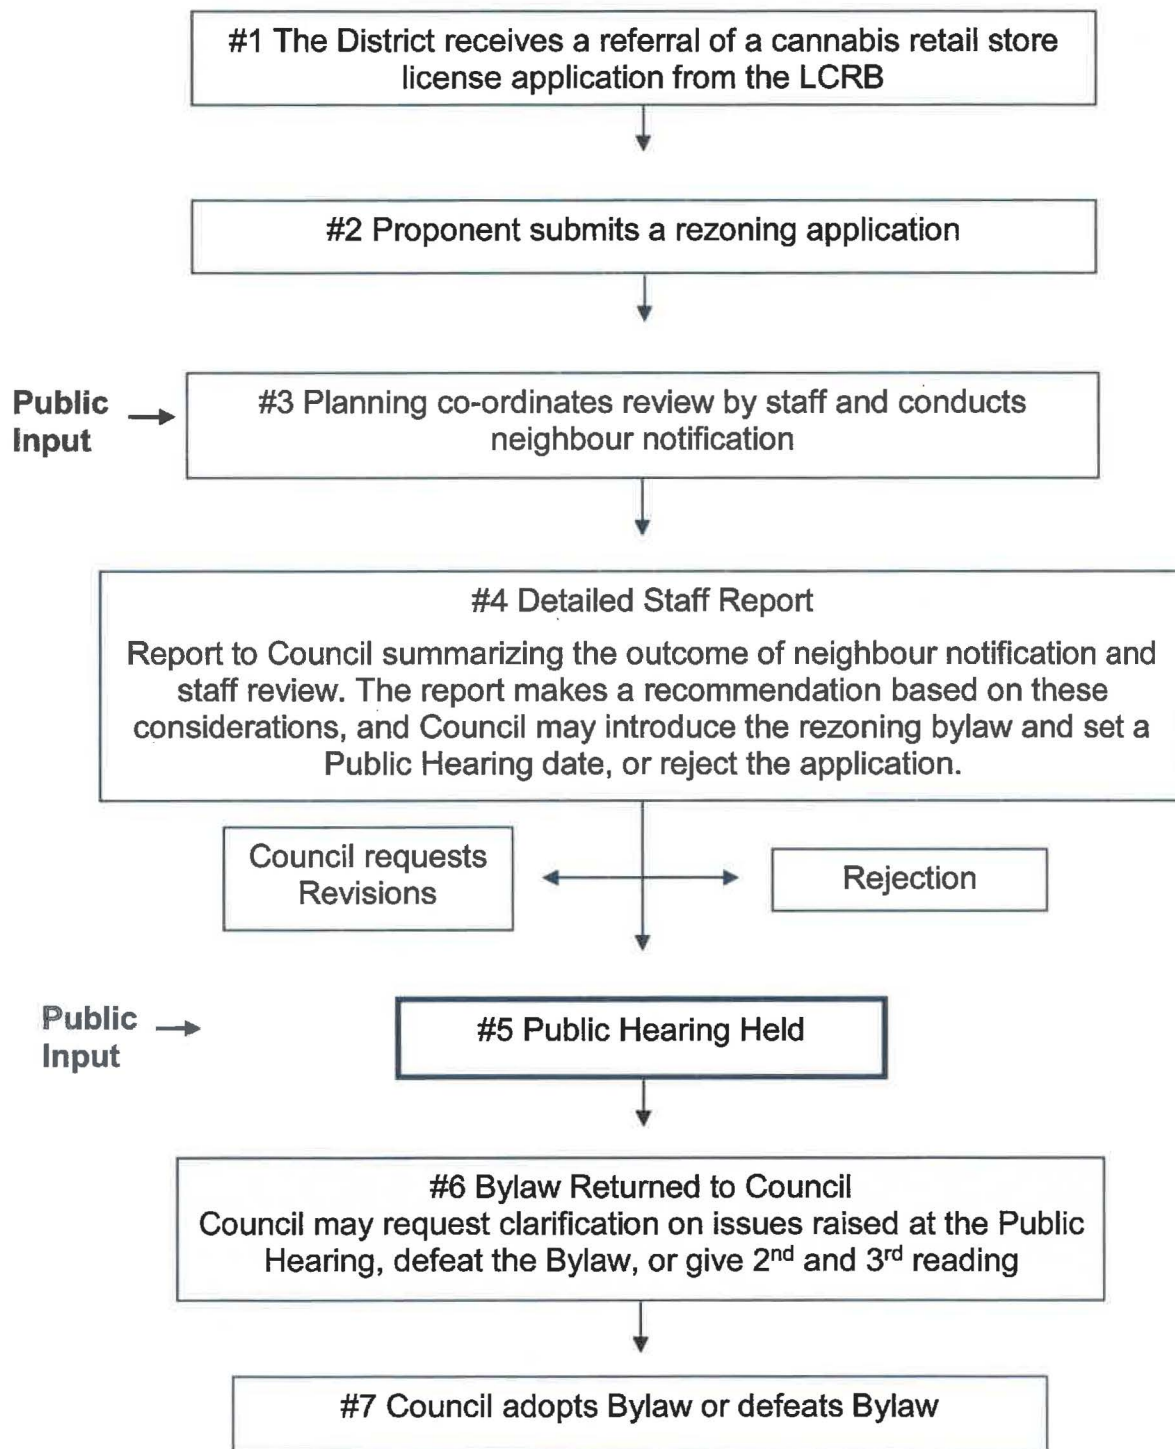 #1 The District receives a referral of a cannabis retail store
license application from the LCRB
#2 Proponent submits a rezoning application
Public
Input
#3 Planning co-ordinates review by staff and conducts
neighbour notification
#4 Detailed Staff Report
Report to Council summarizing the outcome of neighbour notification and
staff review. The report makes a recommendation based on these
considerations, and Council may introduce the rezoning bylaw and set a
Public Hearing date, or reject the application.
Council requests
Revisions
Rejection
Public
Input
#5 Public Hearing Held
#6 Bylaw Returned to Council
Council may request clarification on issues raised at the Public
Hearing, defeat the Bylaw, or give 2nd and 3rd reading
#7 Council adopts Bylaw or defeats Bylaw